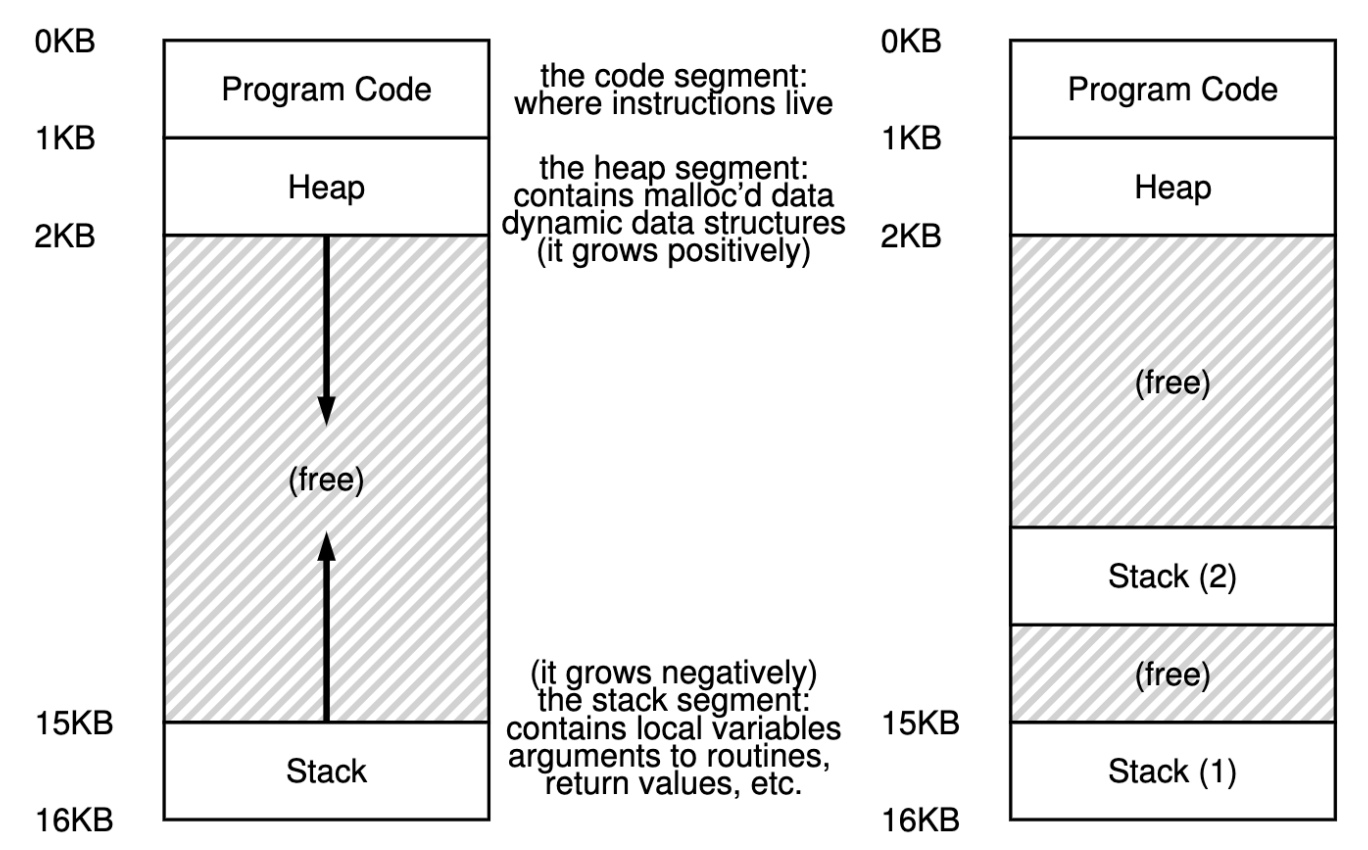 0KB
Program Code
1KB
Heap
2KB
(free)
15KB
Stack
16KB
the code segment:
where instructions live
the heap segment:
contains malloc’d data
dynamic data structures
(it grows positively)
(it grows negatively)
the stack segment:
contains local variables
arguments to routines,
return values, etc.
0KB
Program Code
1KB
Heap
2KB
(free)
Stack (2)
(free)
15KB
Stack (1)
16KB